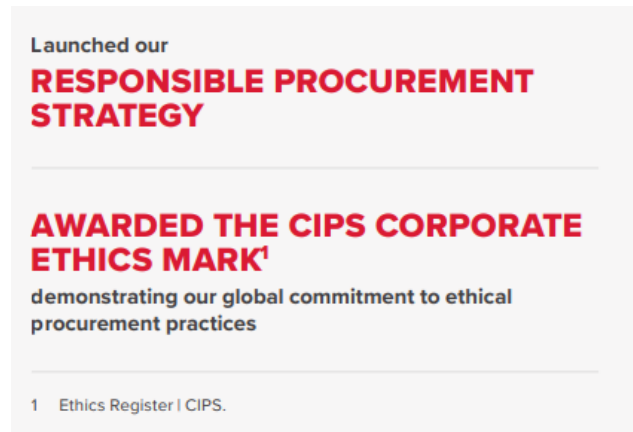 Launched our
RESPONSIBLE PROCUREMENT
STRATEGY
AWARDED THE CIPS CORPORATE
ETHICS MARK¹
demonstrating our global commitment to ethical
procurement practices
1 Ethics Register | CIPS.